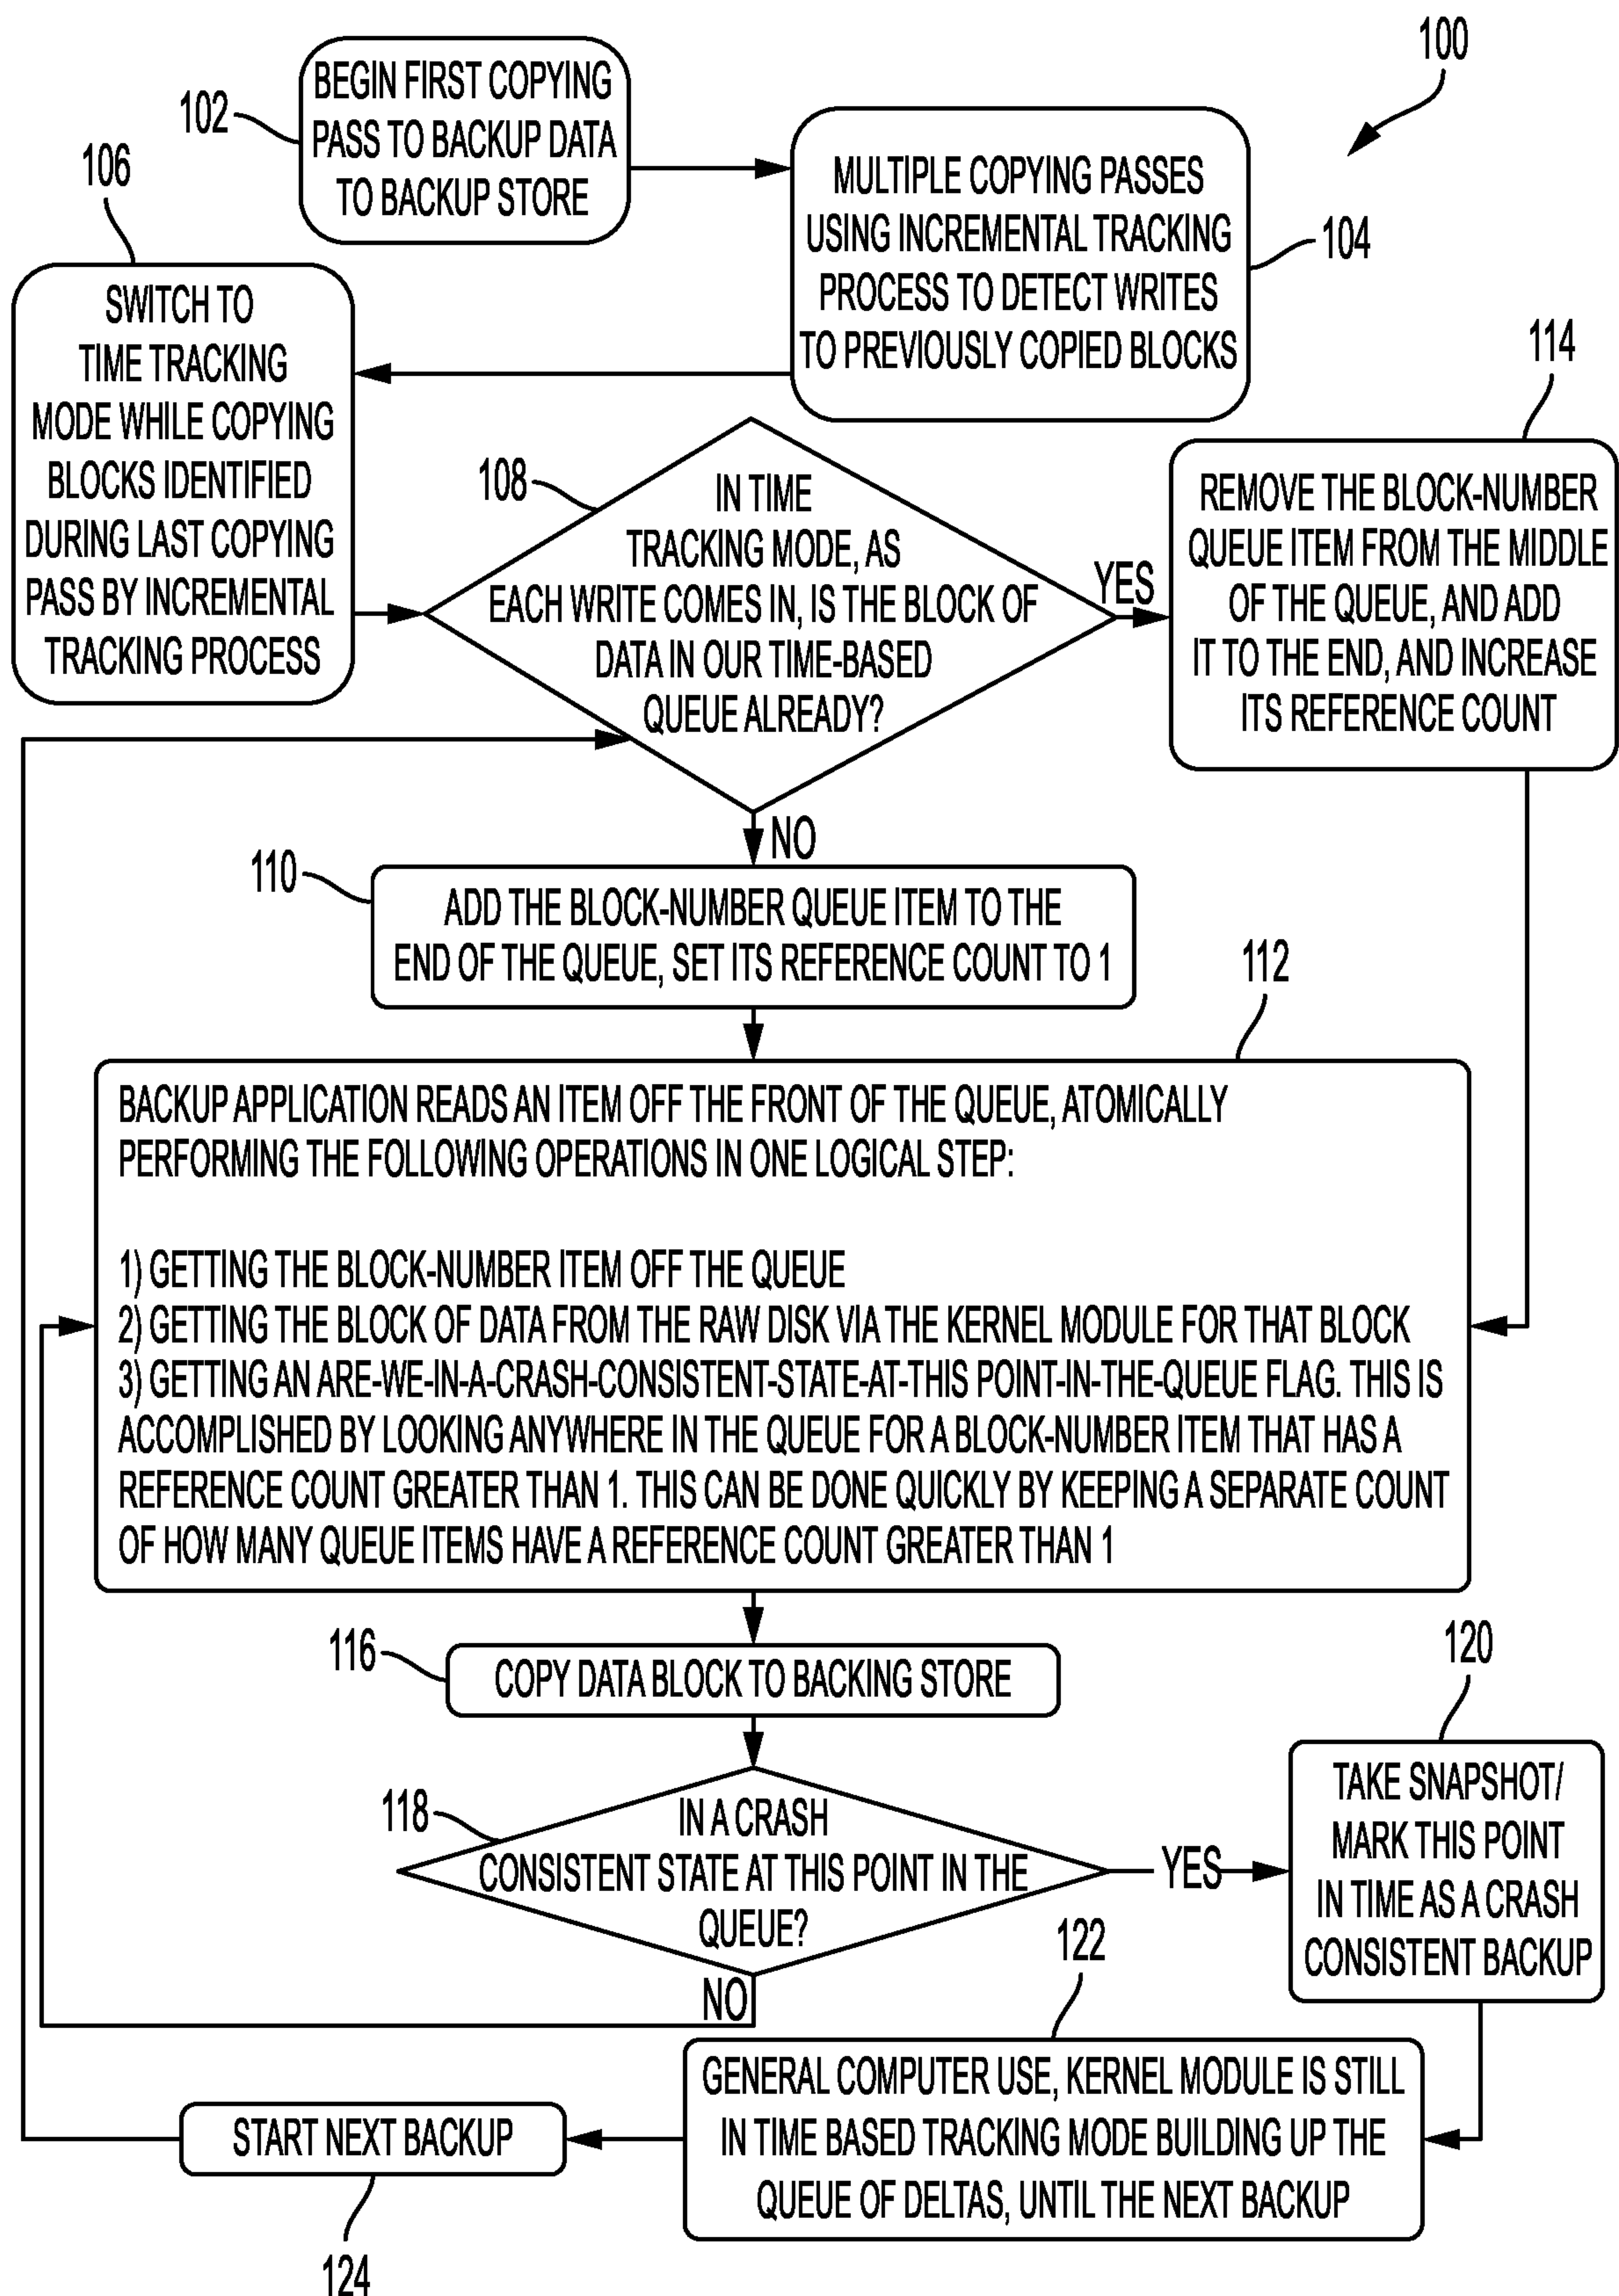 100
102
BEGIN FIRST COPYING
PASS TO BACKUP DATA
TO BACKUP STORE
104
MULTIPLE COPYING PASSES
USING INCREMENTAL TRACKING
PROCESS TO DETECT WRITES
TO PREVIOUSLY COPIED BLOCKS
106
SWITCH TO
TIME TRACKING
MODE WHILE COPYING
BLOCKS IDENTIFIED
DURING LAST COPYING
PASS BY INCREMENTAL
TRACKING PROCESS
108
IN TIME
TRACKING MODE, AS
EACH WRITE COMES IN, IS THE BLOCK OF
DATA IN OUR TIME-BASED
QUEUE ALREADY?
YES
114
REMOVE THE BLOCK-NUMBER
QUEUE ITEM FROM THE MIDDLE
OF THE QUEUE, AND ADD
IT TO THE END, AND INCREASE
ITS REFERENCE COUNT
NO
110
ADD THE BLOCK-NUMBER QUEUE ITEM TO THE
END OF THE QUEUE, SET ITS REFERENCE COUNT TO 1
112
BACKUP APPLICATION READS AN ITEM OFF THE FRONT OF THE QUEUE, ATOMICALLY
PERFORMING THE FOLLOWING OPERATIONS IN ONE LOGICAL STEP:
1) GETTING THE BLOCK-NUMBER ITEM OFF THE QUEUE
2) GETTING THE BLOCK OF DATA FROM THE RAW DISK VIA THE KERNEL MODULE FOR THAT BLOCK
3) GETTING AN ARE-WE-IN-A-CRASH-CONSISTENT-STATE-AT-THIS POINT-IN-THE-QUEUE FLAG. THIS IS
ACCOMPLISHED BY LOOKING ANYWHERE IN THE QUEUE FOR A BLOCK-NUMBER ITEM THAT HAS A
REFERENCE COUNT GREATER THAN 1. THIS CAN BE DONE QUICKLY BY KEEPING A SEPARATE COUNT
OF HOW MANY QUEUE ITEMS HAVE A REFERENCE COUNT GREATER THAN 1
116
COPY DATA BLOCK TO BACKING STORE
118
IN A CRASH
CONSISTENT STATE AT THIS POINT IN THE
QUEUE?
YES
NO
120
TAKE SNAPSHOT/
MARK THIS POINT
IN TIME AS A CRASH
CONSISTENT BACKUP
122
GENERAL COMPUTER USE, KERNEL MODULE IS STILL
IN TIME BASED TRACKING MODE BUILDING UP THE
QUEUE OF DELTAS, UNTIL THE NEXT BACKUP
START NEXT BACKUP
124